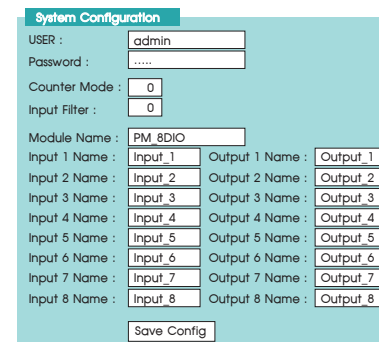 System Configuration
USER : admin
Password : .....
Counter Mode : 0
Input Filter : 0
Module Name : PM_8DIO
Input 1 Name : Input_1 Output 1 Name : Output_1
Input 2 Name : Input_2 Output 2 Name : Output_2
Input 3 Name : Input_3 Output 3 Name : Output_3
Input 4 Name : Input_4 Output 4 Name : Output_4
Input 5 Name : Input_5 Output 5 Name : Output_5
Input 6 Name : Input_6 Output 6 Name : Output_6
Input 7 Name : Input_7 Output 7 Name : Output_7
Input 8 Name : Input_8 Output 8 Name : Output_8
Save Config